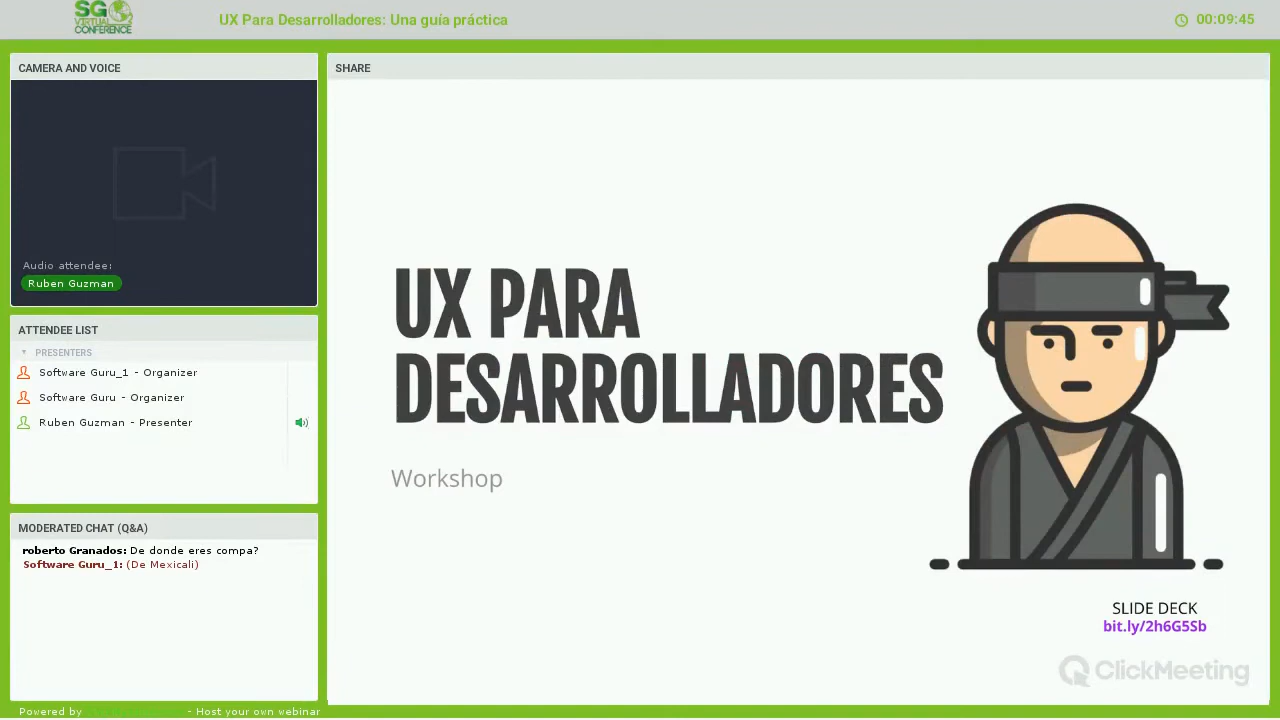 SG
VIRTUAL
CONFERENCE
UX Para Desarrolladores: Una guía práctica
00:09:45
CAMERA AND VOICE
Audio attendee:
Ruben Guzman
ATTENDEE LIST
PRESENTERS
Software Guru_1 - Organizer
Software Guru - Organizer
Ruben Guzman - Presenter
MODERATED CHAT (Q&A)
roberto Granados: De donde eres compa?
Software Guru_1: (De Mexicali)
Powered by
- Host your own webinar
SHARE
UX PARA
DESARROLLADORES
Workshop
SLIDE DECK
bit.ly/2h6G5Sb
ClickMeeting